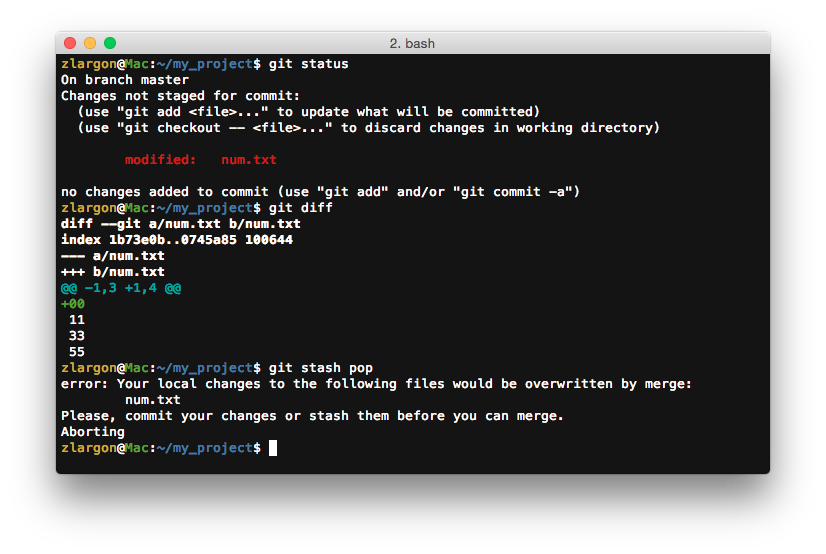 2. bash
zlargon@Mac:~/my_project$ git status
On branch master
Changes not staged for commit:
  (use "git add <file>..." to update what will be committed)
  (use "git checkout -- <file>..." to discard changes in working directory)
        modified:   num.txt
no changes added to commit (use "git add" and/or "git commit -a")
zlargon@Mac:~/my_project$ git diff
diff --git a/num.txt b/num.txt
index 1b73e0b..0745a85 100644
--- a/num.txt
+++ b/num.txt
@@ -1,3 +1,4 @@
+00
 11
 33
 55
zlargon@Mac:~/my_project$ git stash pop
error: Your local changes to the following files would be overwritten by merge:
        num.txt
Please, commit your changes or stash them before you can merge.
Aborting
zlargon@Mac:~/my_project$